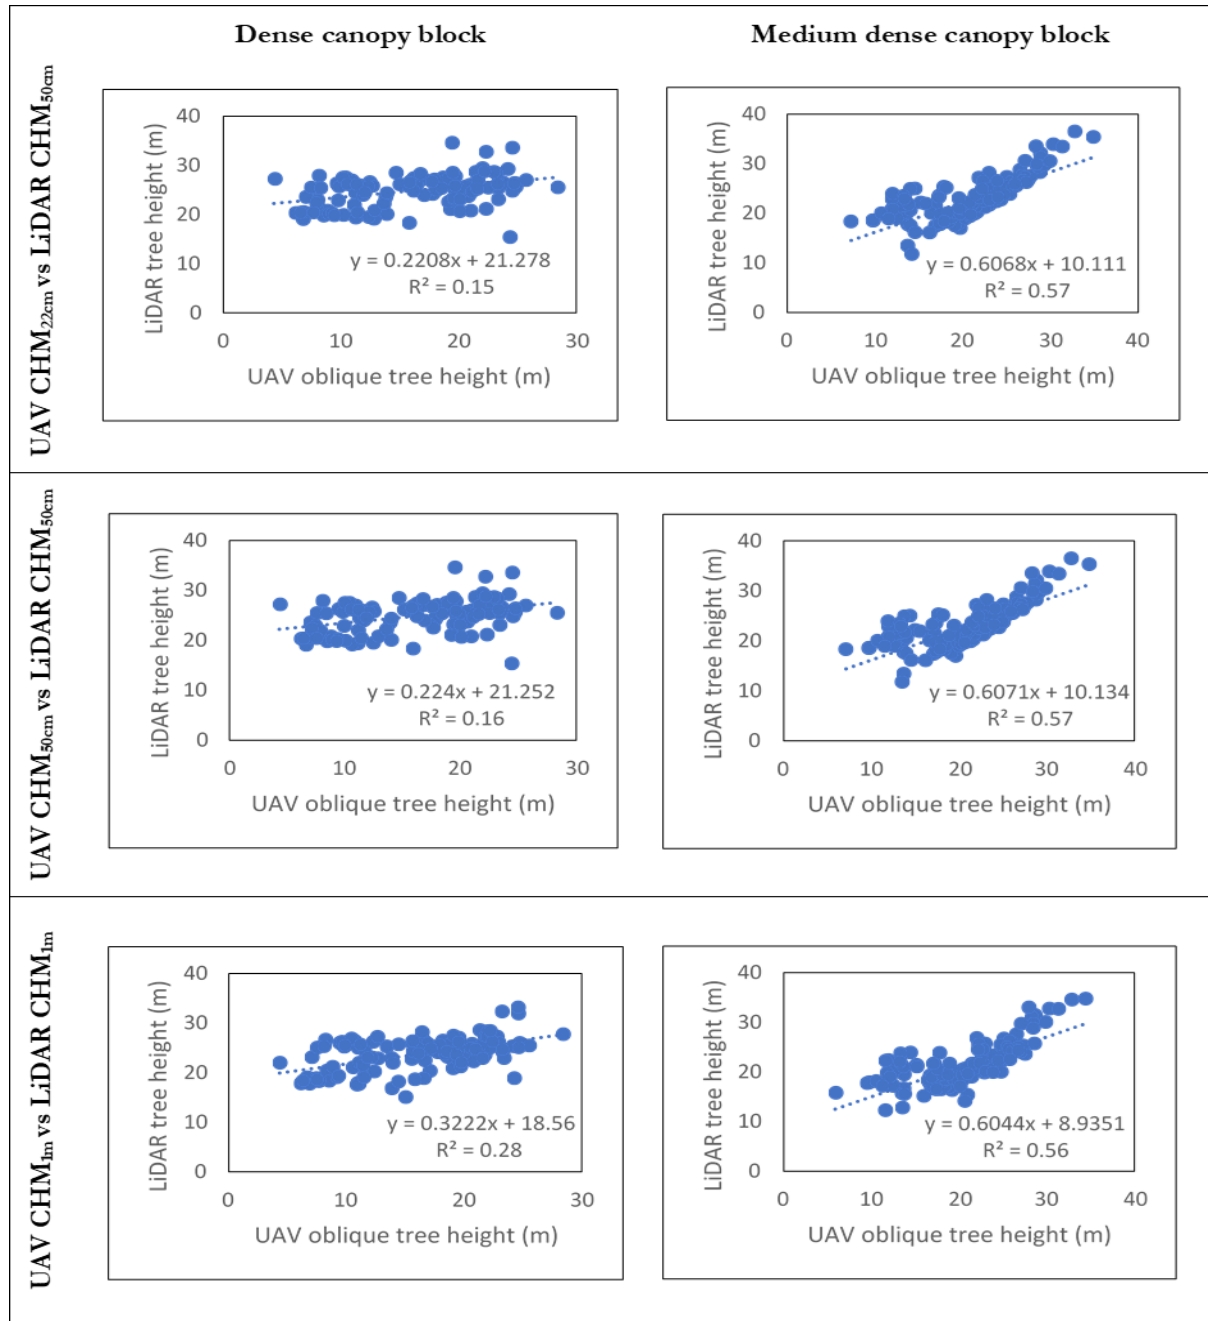 Dense canopy block
Medium dense canopy block
UAV CHM22cm vs LiDAR CHM50cm
LiDAR tree height (m)
40
30
20
10
0
y = 0.2208x + 21.278
R² = 0.15
0 10 20 30
UAV oblique tree height (m)
LiDAR tree height (m)
40
30
20
10
0
y = 0.6068x + 10.111
R² = 0.57
0 10 20 30 40
UAV oblique tree height (m)
UAV CHM50cm vs LiDAR CHM50cm
LiDAR tree height (m)
40
30
20
10
0
y = 0.224x + 21.252
R² = 0.16
0 10 20 30
UAV oblique tree height (m)
LiDAR tree height (m)
40
30
20
10
0
y = 0.6071x + 10.134
R² = 0.57
0 10 20 30 40
UAV oblique tree height (m)
UAV CHM1m vs LiDAR CHM1m
LiDAR tree height (m)
40
30
20
10
0
y = 0.3222x + 18.56
R² = 0.28
0 10 20 30
UAV oblique tree height (m)
LiDAR tree height (m)
40
30
20
10
0
y = 0.6044x + 8.9351
R² = 0.56
0 10 20 30 40
UAV oblique tree height (m)